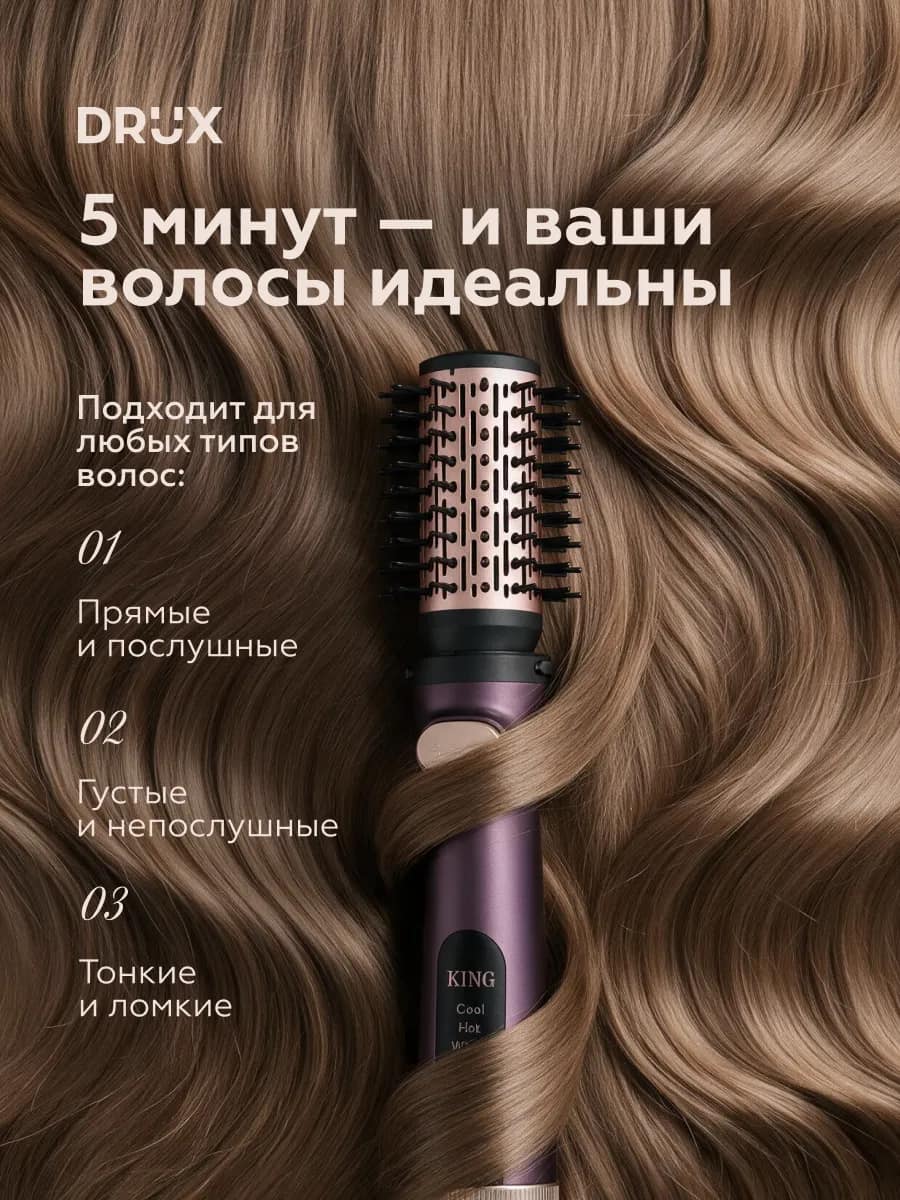 DRÜX
5 минут — и ваши
волосы идеальны
Подходит для
любых типов
волос:
01
Прямые
и послушные
02
Густые
и непослушные
03
Тонкие
и ломкие
KING
Cool
Hot